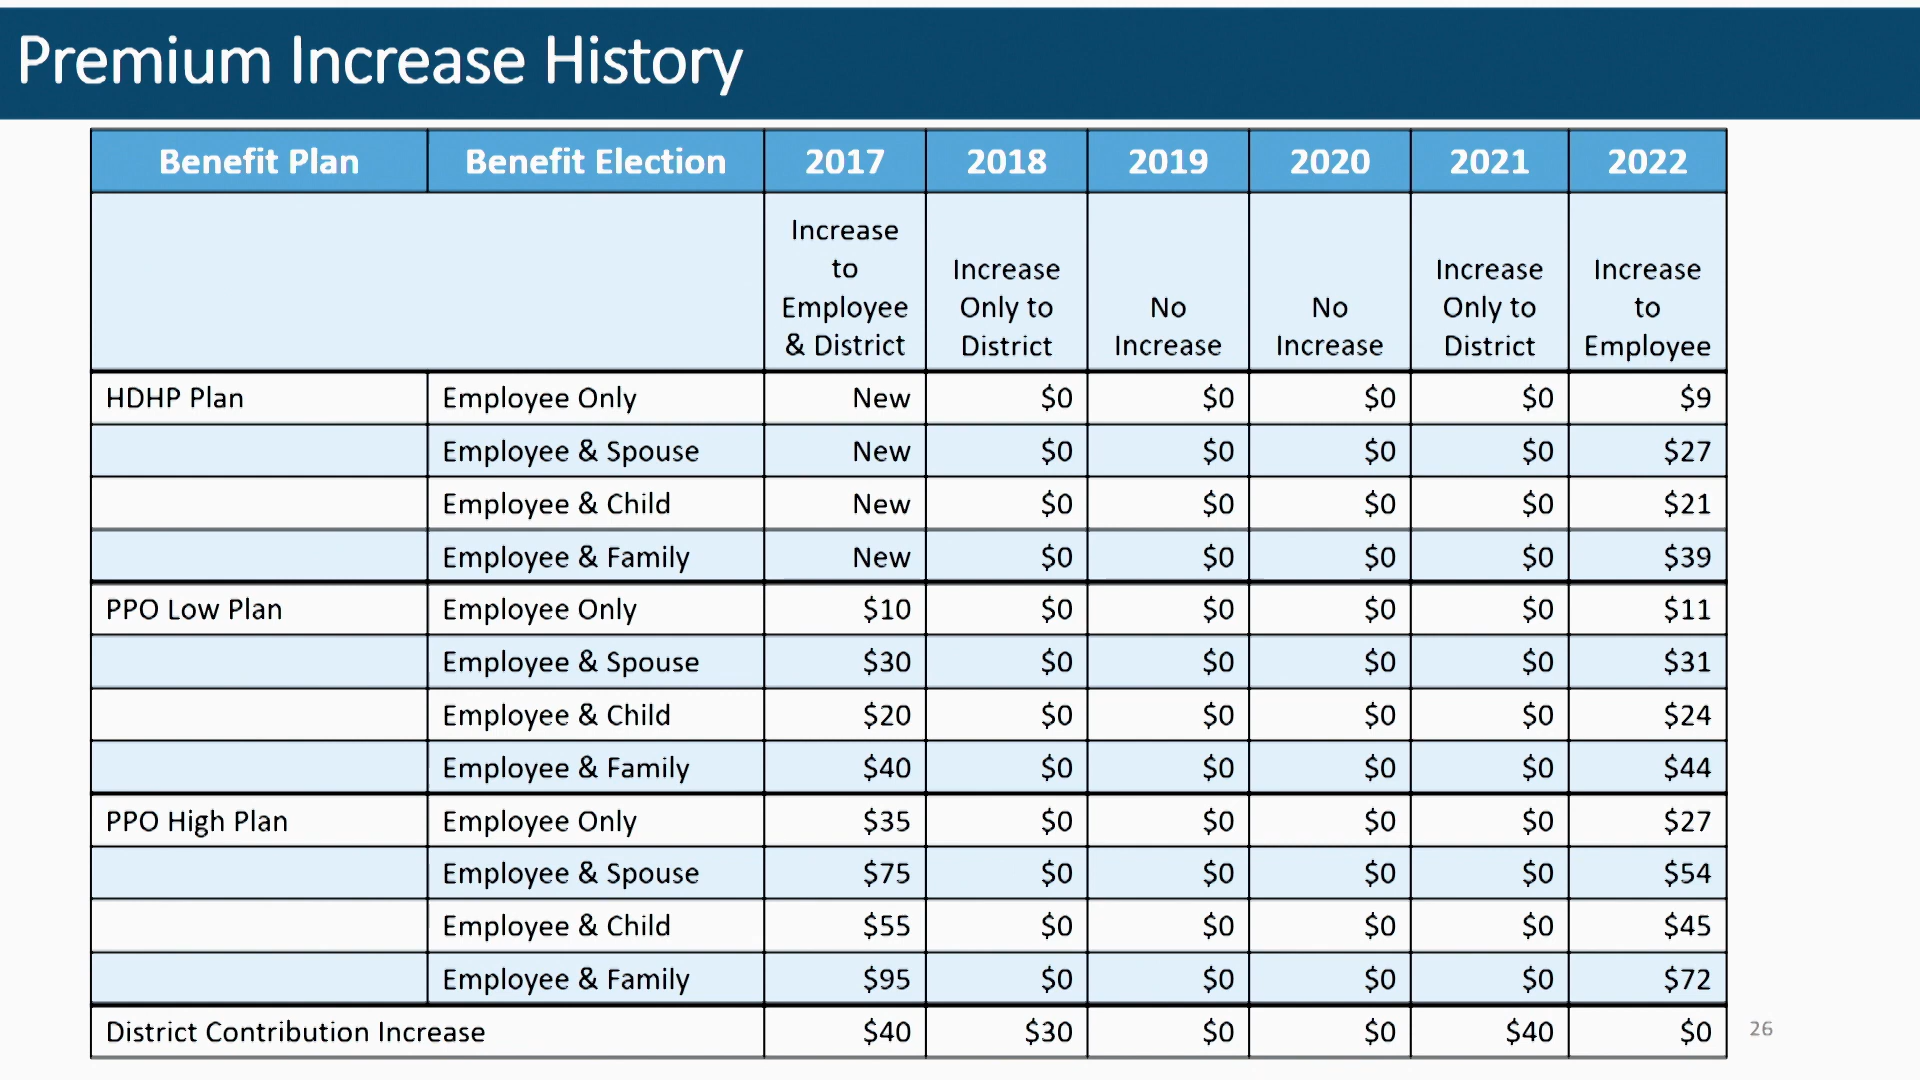 Premium Increase History
Benefit Plan Benefit Election 2017 2018 2019 2020 2021 2022
Increase to Employee & District Increase Only to District No Increase No Increase Increase Only to District Increase to Employee
HDHP Plan Employee Only New $0 $0 $0 $0 $9
Employee & Spouse New $0 $0 $0 $0 $27
Employee & Child New $0 $0 $0 $0 $21
Employee & Family New $0 $0 $0 $0 $39
PPO Low Plan Employee Only $10 $0 $0 $0 $0 $11
Employee & Spouse $30 $0 $0 $0 $0 $31
Employee & Child $20 $0 $0 $0 $0 $24
Employee & Family $40 $0 $0 $0 $0 $44
PPO High Plan Employee Only $35 $0 $0 $0 $0 $27
Employee & Spouse $75 $0 $0 $0 $0 $54
Employee & Child $55 $0 $0 $0 $0 $45
Employee & Family $95 $0 $0 $0 $0 $72
District Contribution Increase $40 $30 $0 $0 $40 $0
26